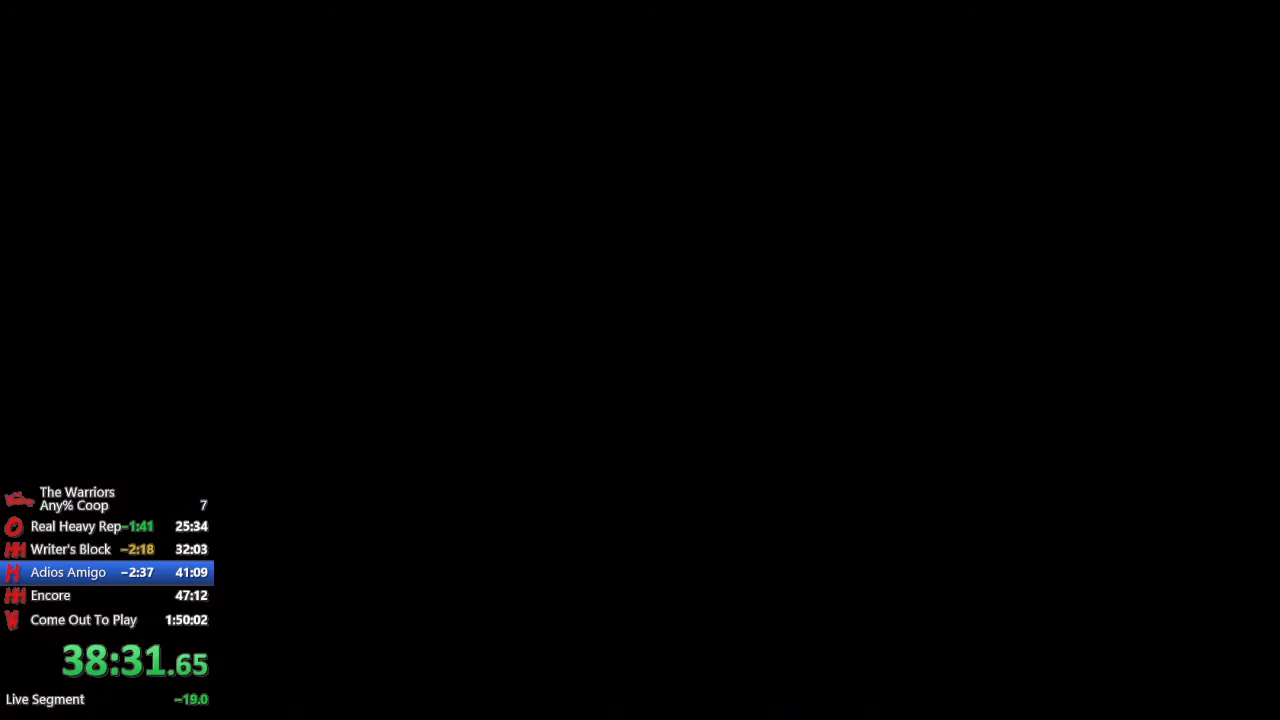 The Warriors
Any% Coop 7
Real Heavy Rep −1:41 25:34
Writer's Block −2:18 32:03
Adios Amigo −2:37 41:09
Encore 47:12
Come Out To Play 1:50:02
38:31.65
Live Segment −19.0